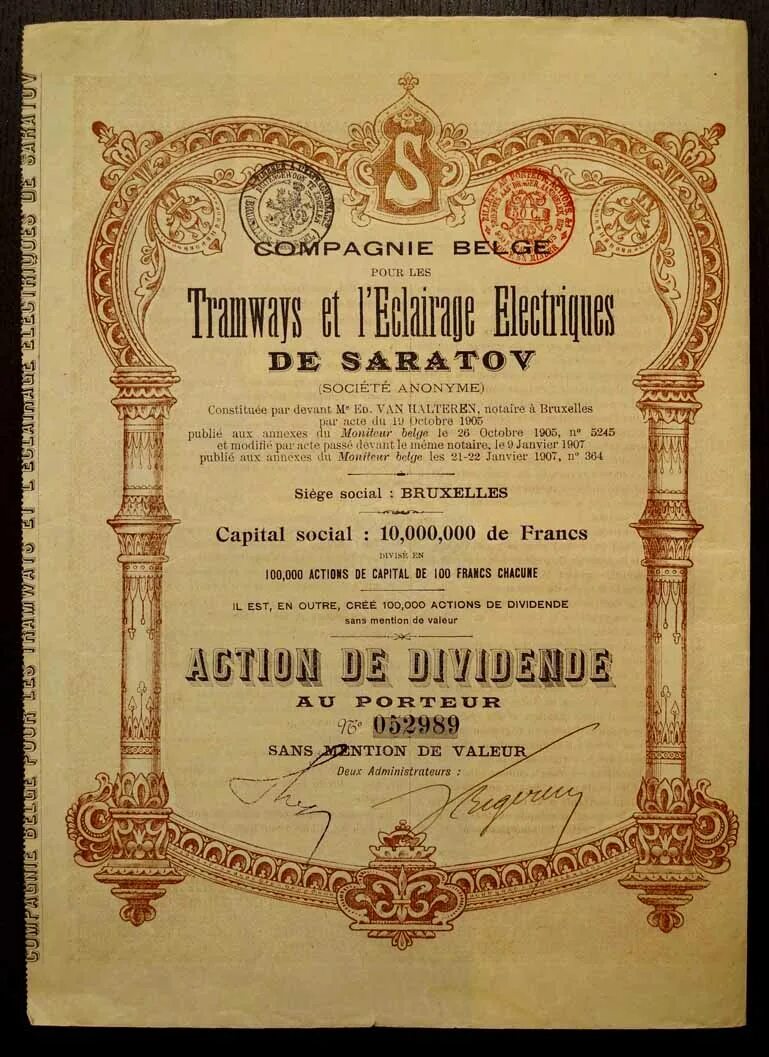 COMPAGNIE BELGE POUR LES TRAMWAYS ET L'ECLAIRAGE ELECTRIQUES DE SARATOV
S
COMPAGNIE BELGE
POUR LES
Tramways et l'Eclairage Electriques
DE SARATOV
(SOCIÉTÉ ANONYME)
Constituée par devant Me ED. VAN HALTEREN, notaire à Bruxelles
par acte du 19 Octobre 1905
publié aux annexes du Moniteur belge le 26 Octobre 1905, n° 5245
et modifié par acte passé devant le même notaire, le 9 Janvier 1907
publié aux annexes du Moniteur belge les 21-22 Janvier 1907, n° 364
Siège social : BRUXELLES
Capital social : 10,000,000 de Francs
DIVISÉ EN
100,000 ACTIONS DE CAPITAL DE 100 FRANCS CHACUNE
IL EST, EN OUTRE, CRÉÉ 100,000 ACTIONS DE DIVIDENDE
sans mention de valeur
ACTION DE DIVIDENDE
AU PORTEUR
No 052989
SANS MENTION DE VALEUR
Deux Administrateurs :